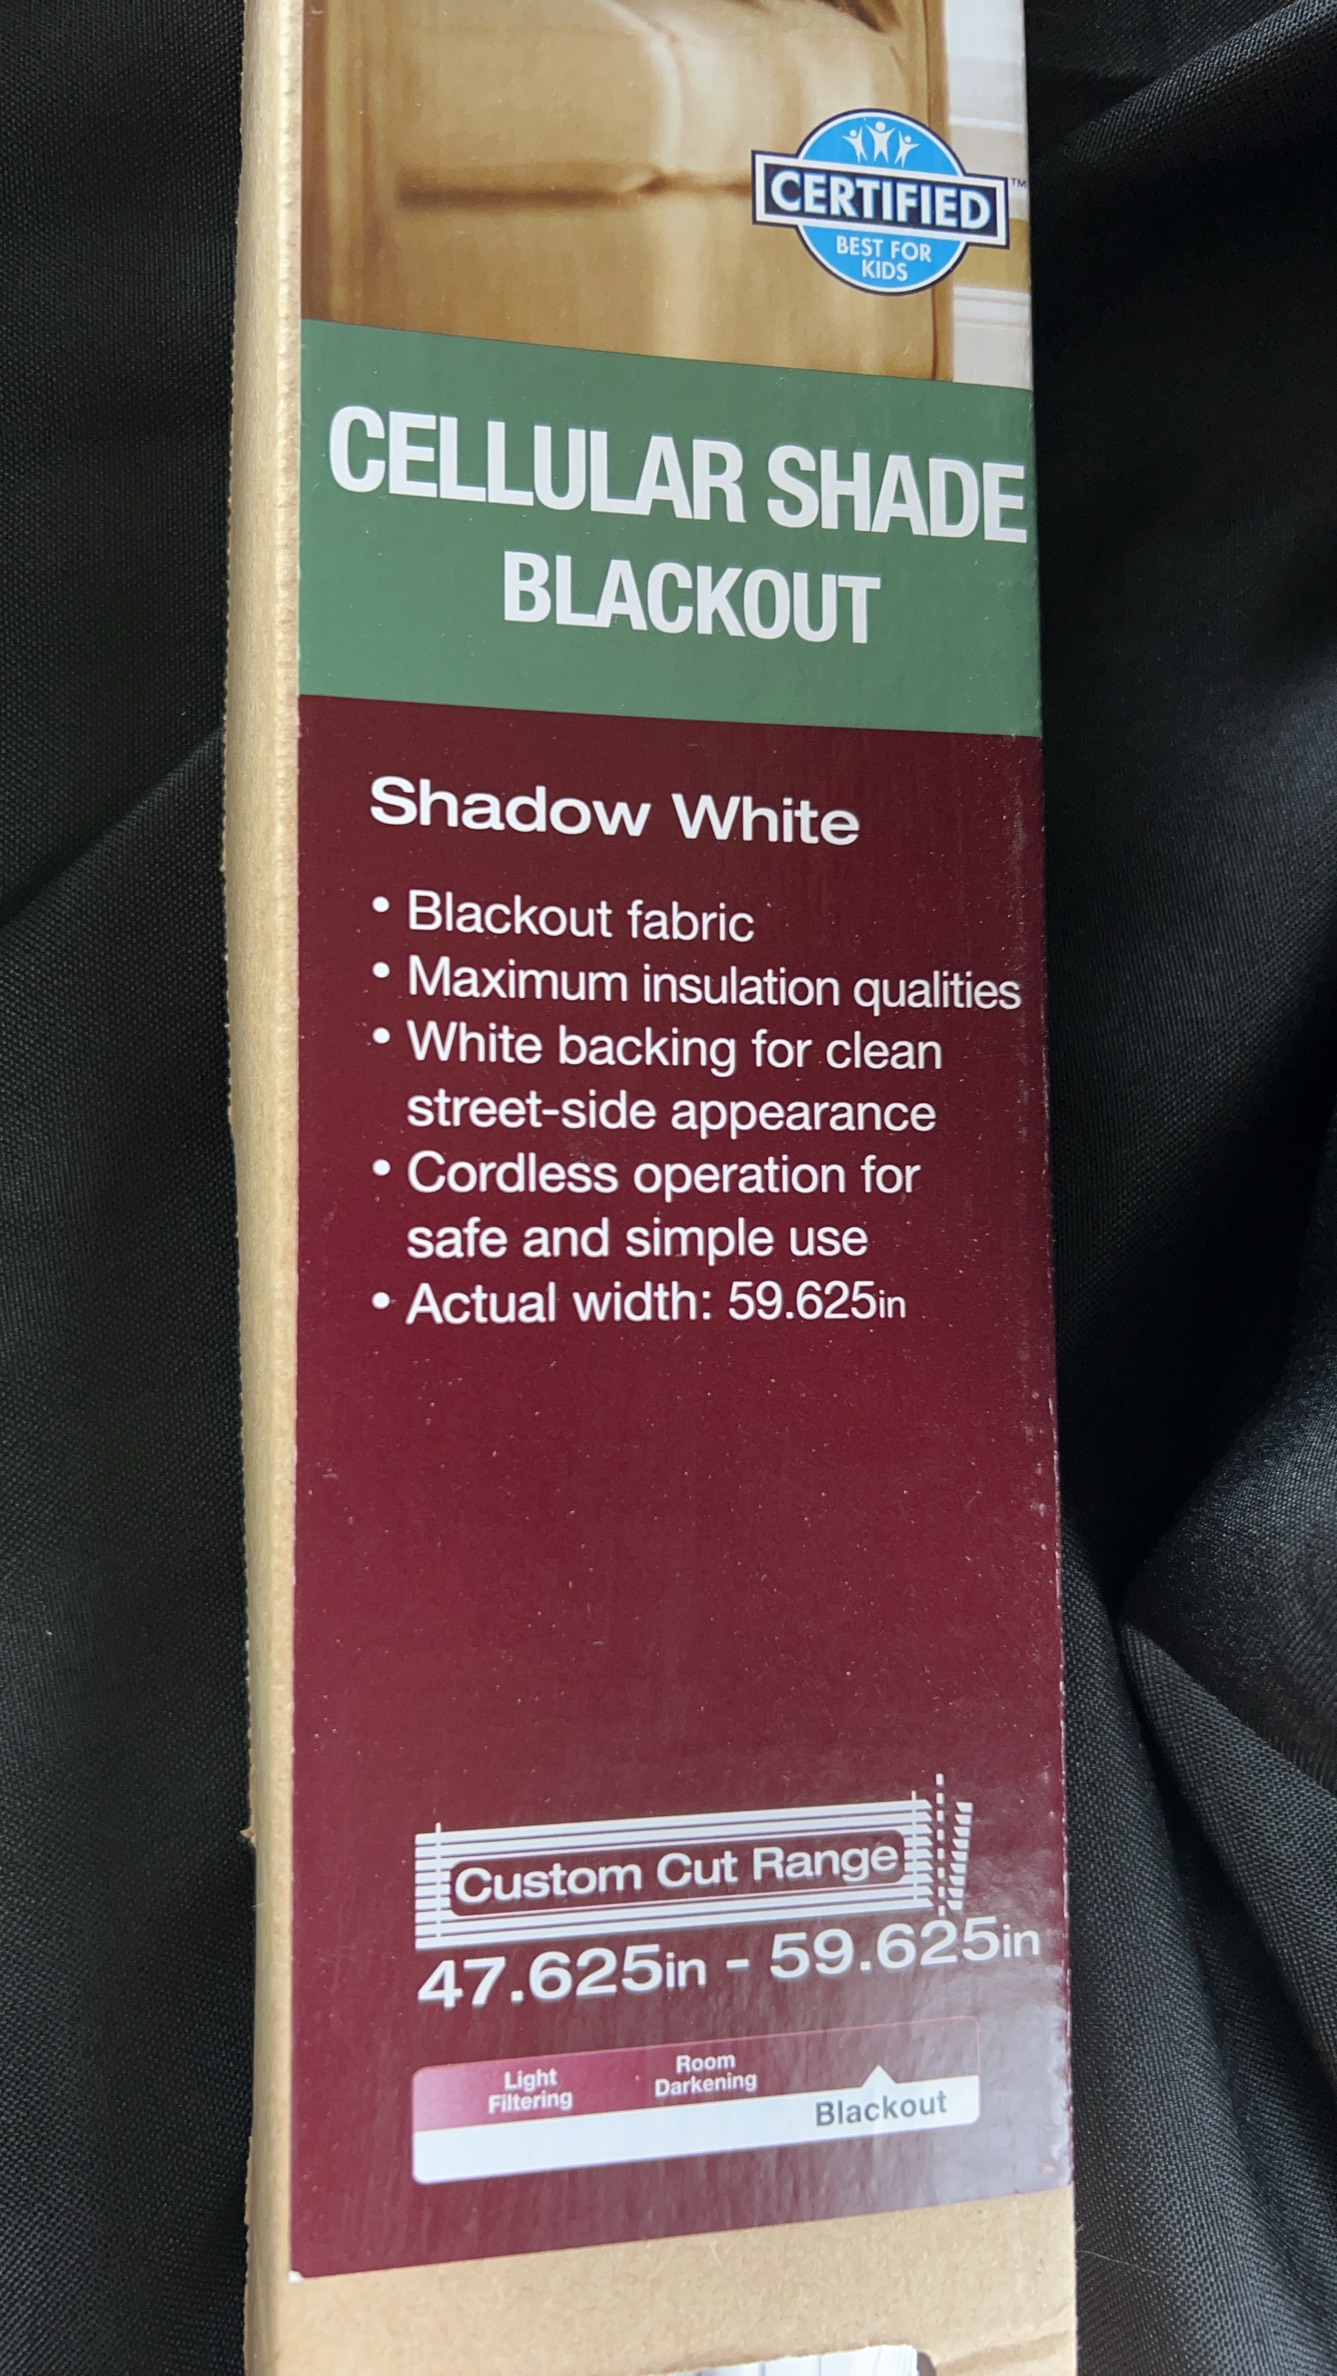 CERTIFIED™
BEST FOR
KIDS
CELLULAR SHADE
BLACKOUT
Shadow White
• Blackout fabric
• Maximum insulation qualities
• White backing for clean
street-side appearance
• Cordless operation for
safe and simple use
• Actual width: 59.625in
Custom Cut Range
47.625in - 59.625in
Light
Filtering
Room
Darkening
Blackout